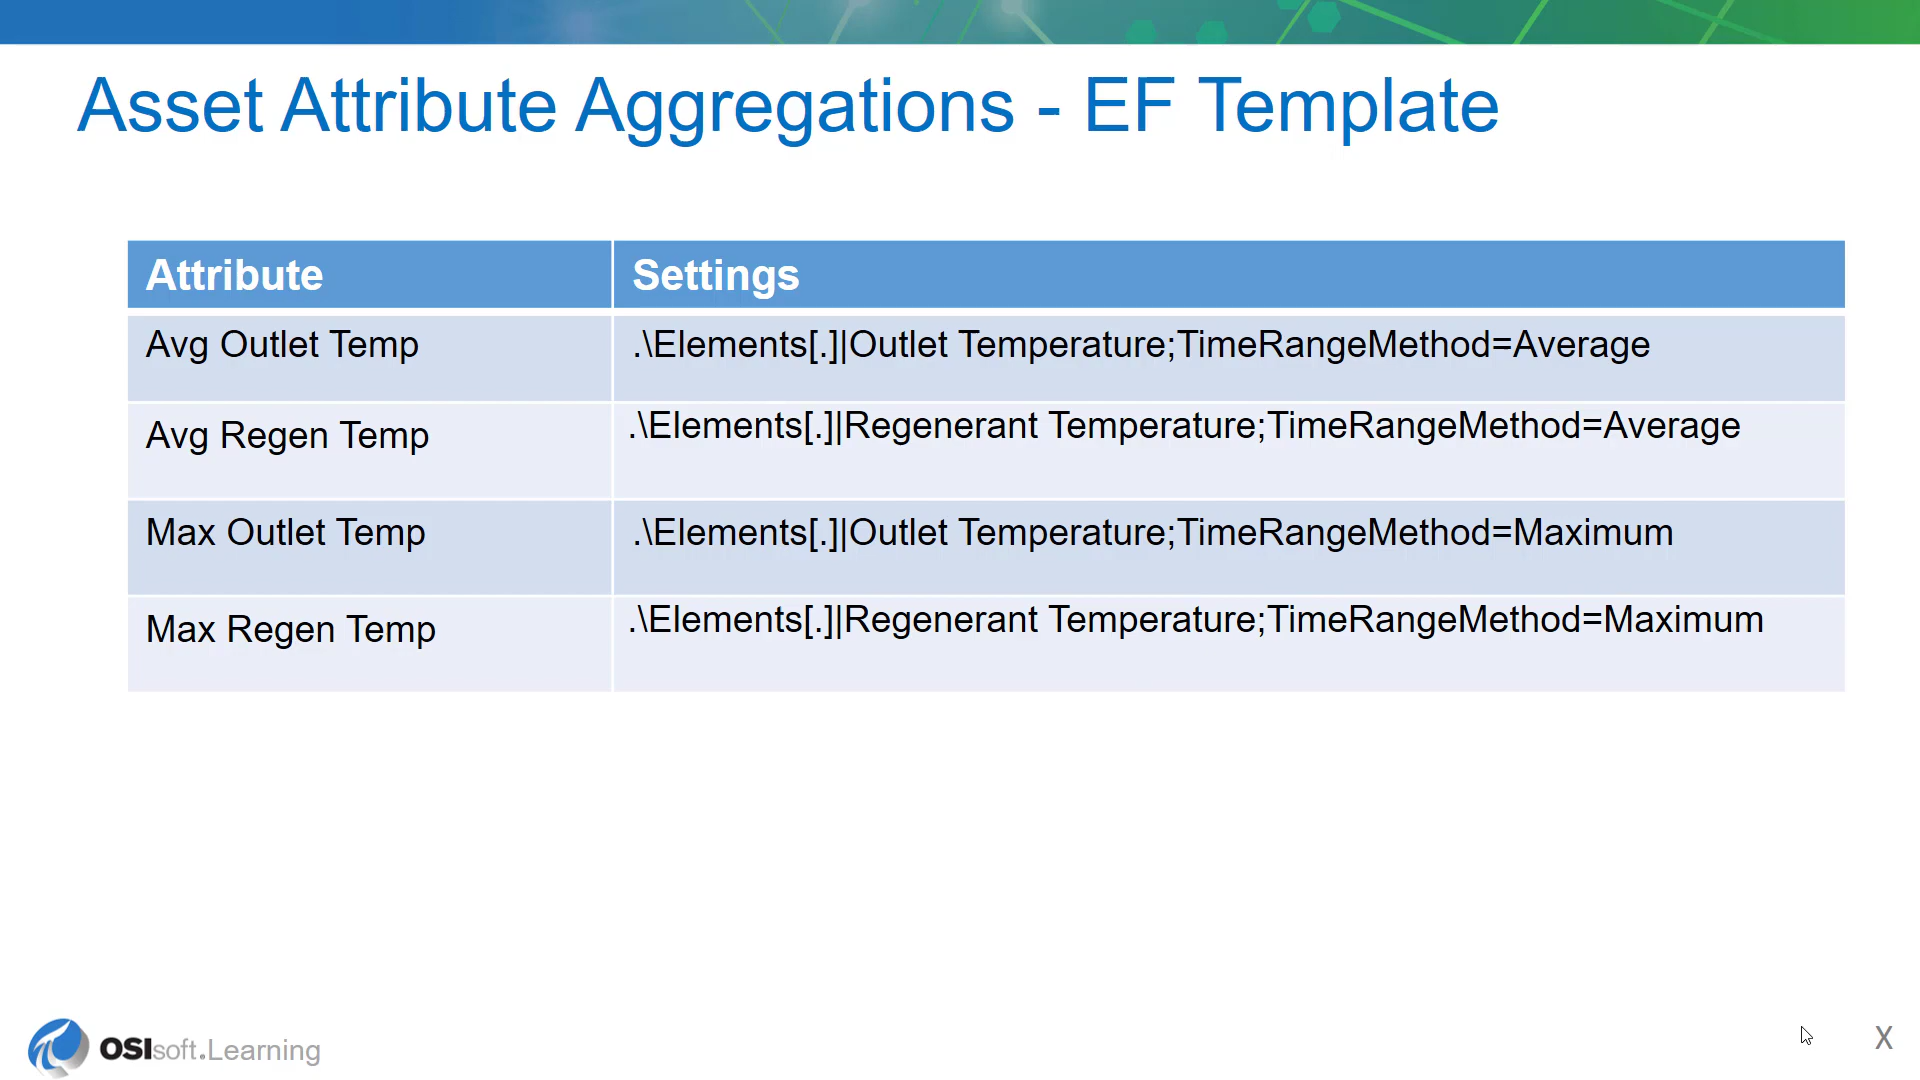 Asset Attribute Aggregations - EF Template
Attribute Settings
Avg Outlet Temp .\Elements[.]|Outlet Temperature;TimeRangeMethod=Average
Avg Regen Temp .\Elements[.]|Regenerant Temperature;TimeRangeMethod=Average
Max Outlet Temp .\Elements[.]|Outlet Temperature;TimeRangeMethod=Maximum
Max Regen Temp .\Elements[.]|Regenerant Temperature;TimeRangeMethod=Maximum
OSIsoft.Learning X